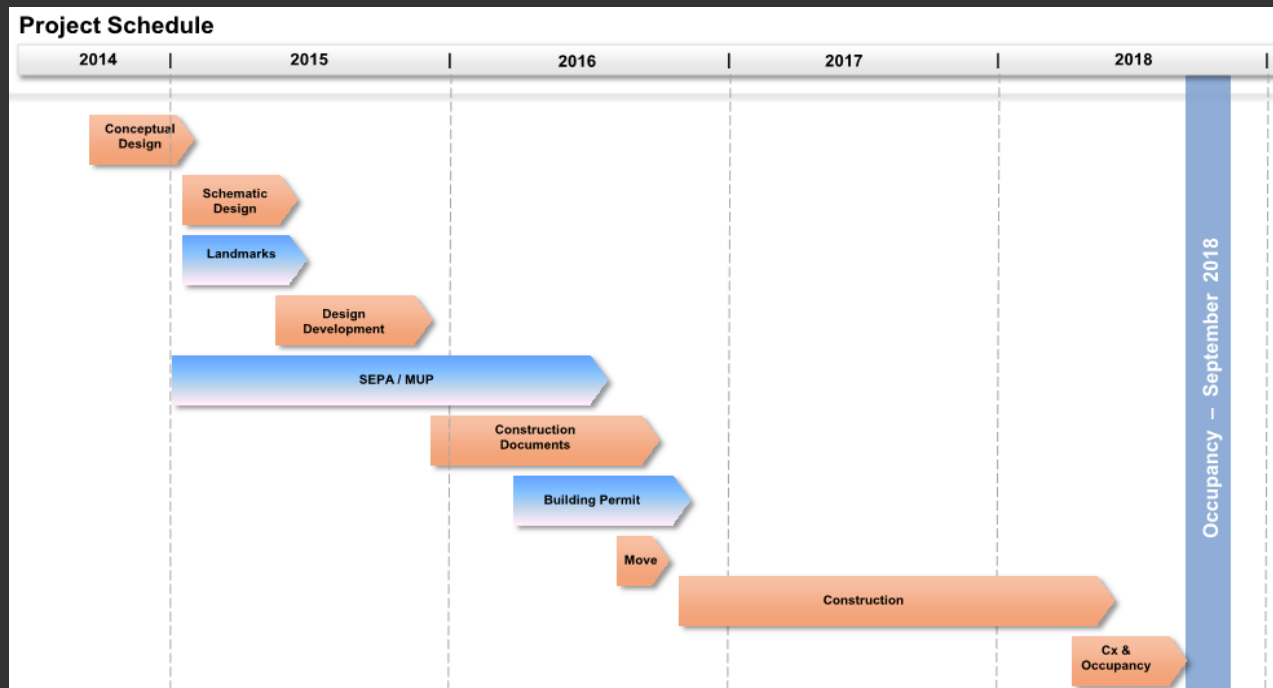 Project Schedule
2014 | 2015 | 2016 | 2017 | 2018 |
Conceptual
Design
Schematic
Design
Landmarks
Design
Development
SEPA / MUP
Construction
Documents
Building Permit
Move
Construction
Cx &
Occupancy
Occupancy – September 2018